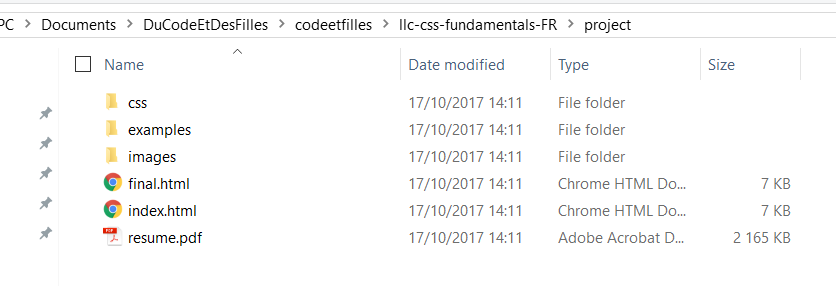 PC > Documents > DuCodeEtDesFilles > codeetfilles > llc-css-fundamentals-FR > project
Name Date modified Type Size
css 17/10/2017 14:11 File folder
examples 17/10/2017 14:11 File folder
images 17/10/2017 14:11 File folder
final.html 17/10/2017 14:11 Chrome HTML Do... 7 KB
index.html 17/10/2017 14:11 Chrome HTML Do... 7 KB
resume.pdf 17/10/2017 14:11 Adobe Acrobat D... 2 165 KB